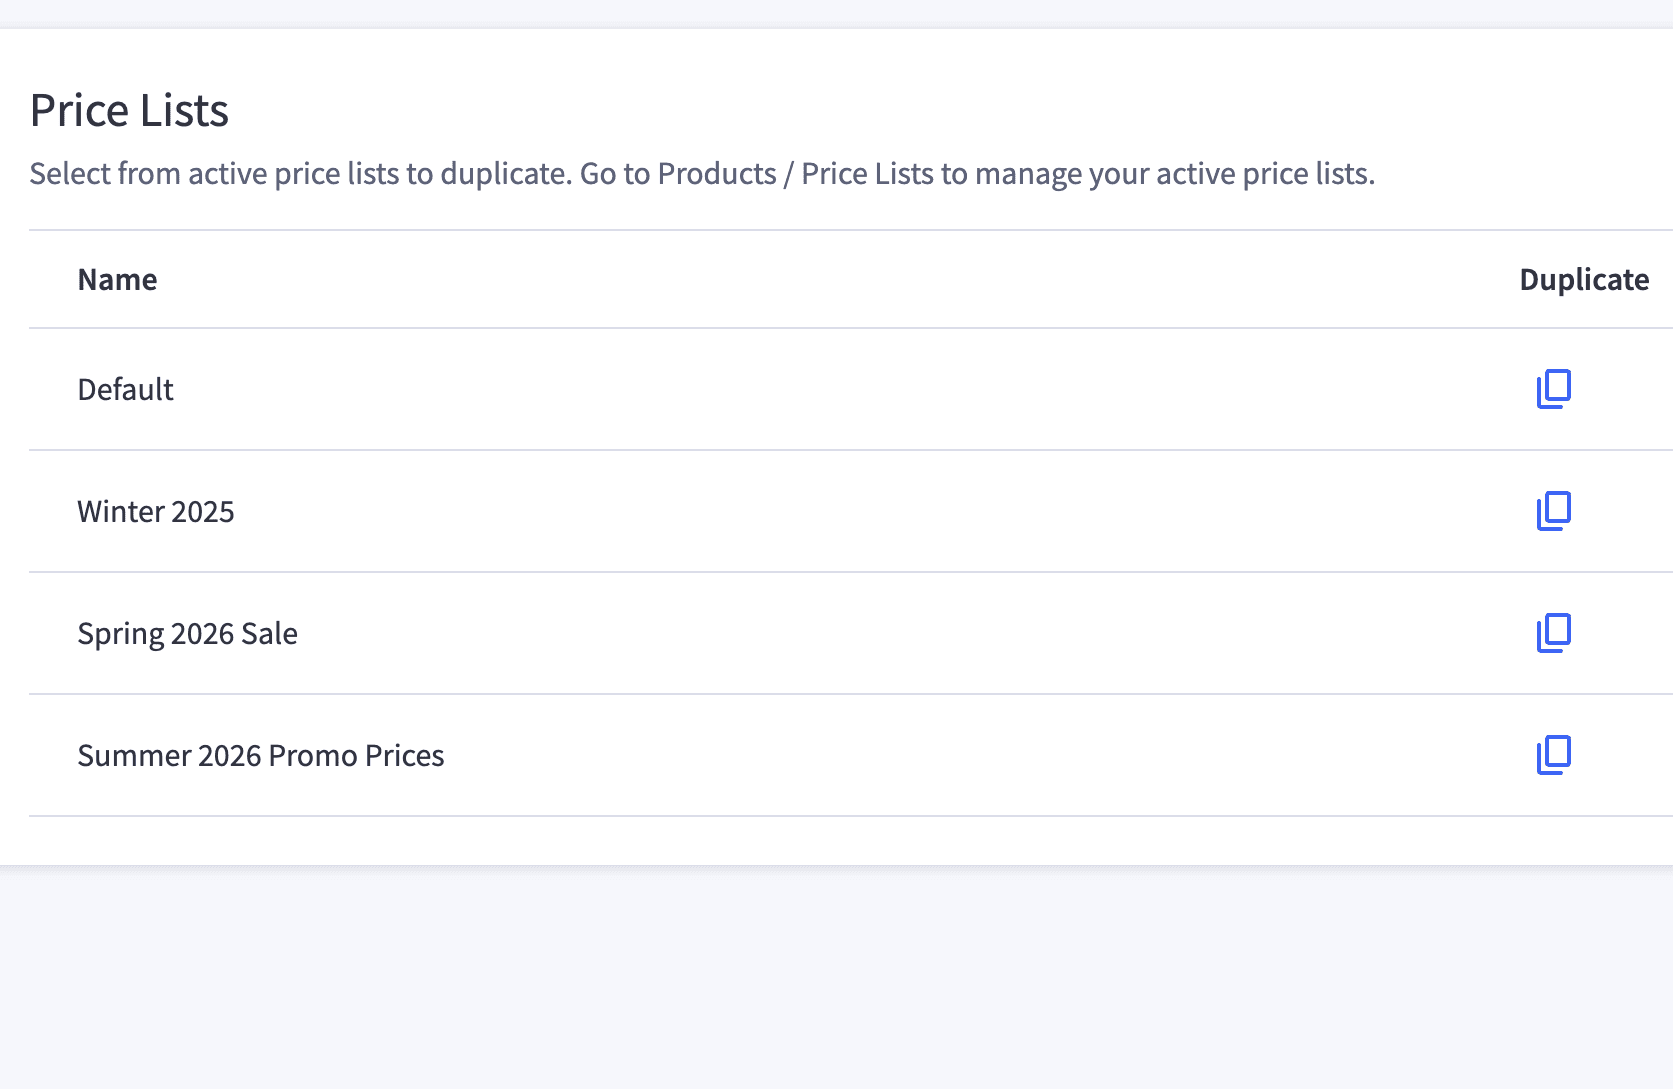 Price Lists
Select from active price lists to duplicate. Go to Products / Price Lists to manage your active price lists.
Name Duplicate
Default
Winter 2025
Spring 2026 Sale
Summer 2026 Promo Prices